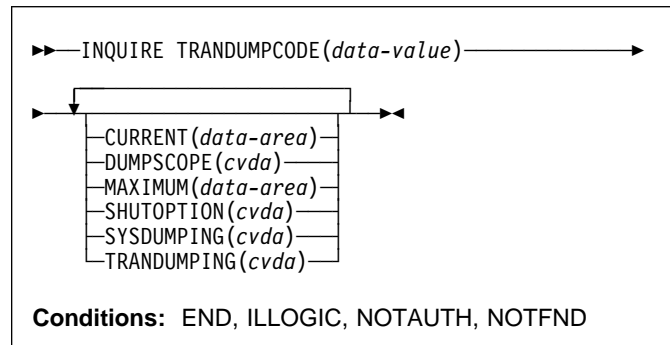 INQUIRE TRANDUMPCODE(data-value)
CURRENT(data-area)
DUMPSCOPE(cvda)
MAXIMUM(data-area)
SHUTOPTION(cvda)
SYSDUMPING(cvda)
TRANDUMPING(cvda)
Conditions: END, ILLOGIC, NOTAUTH, NOTFND